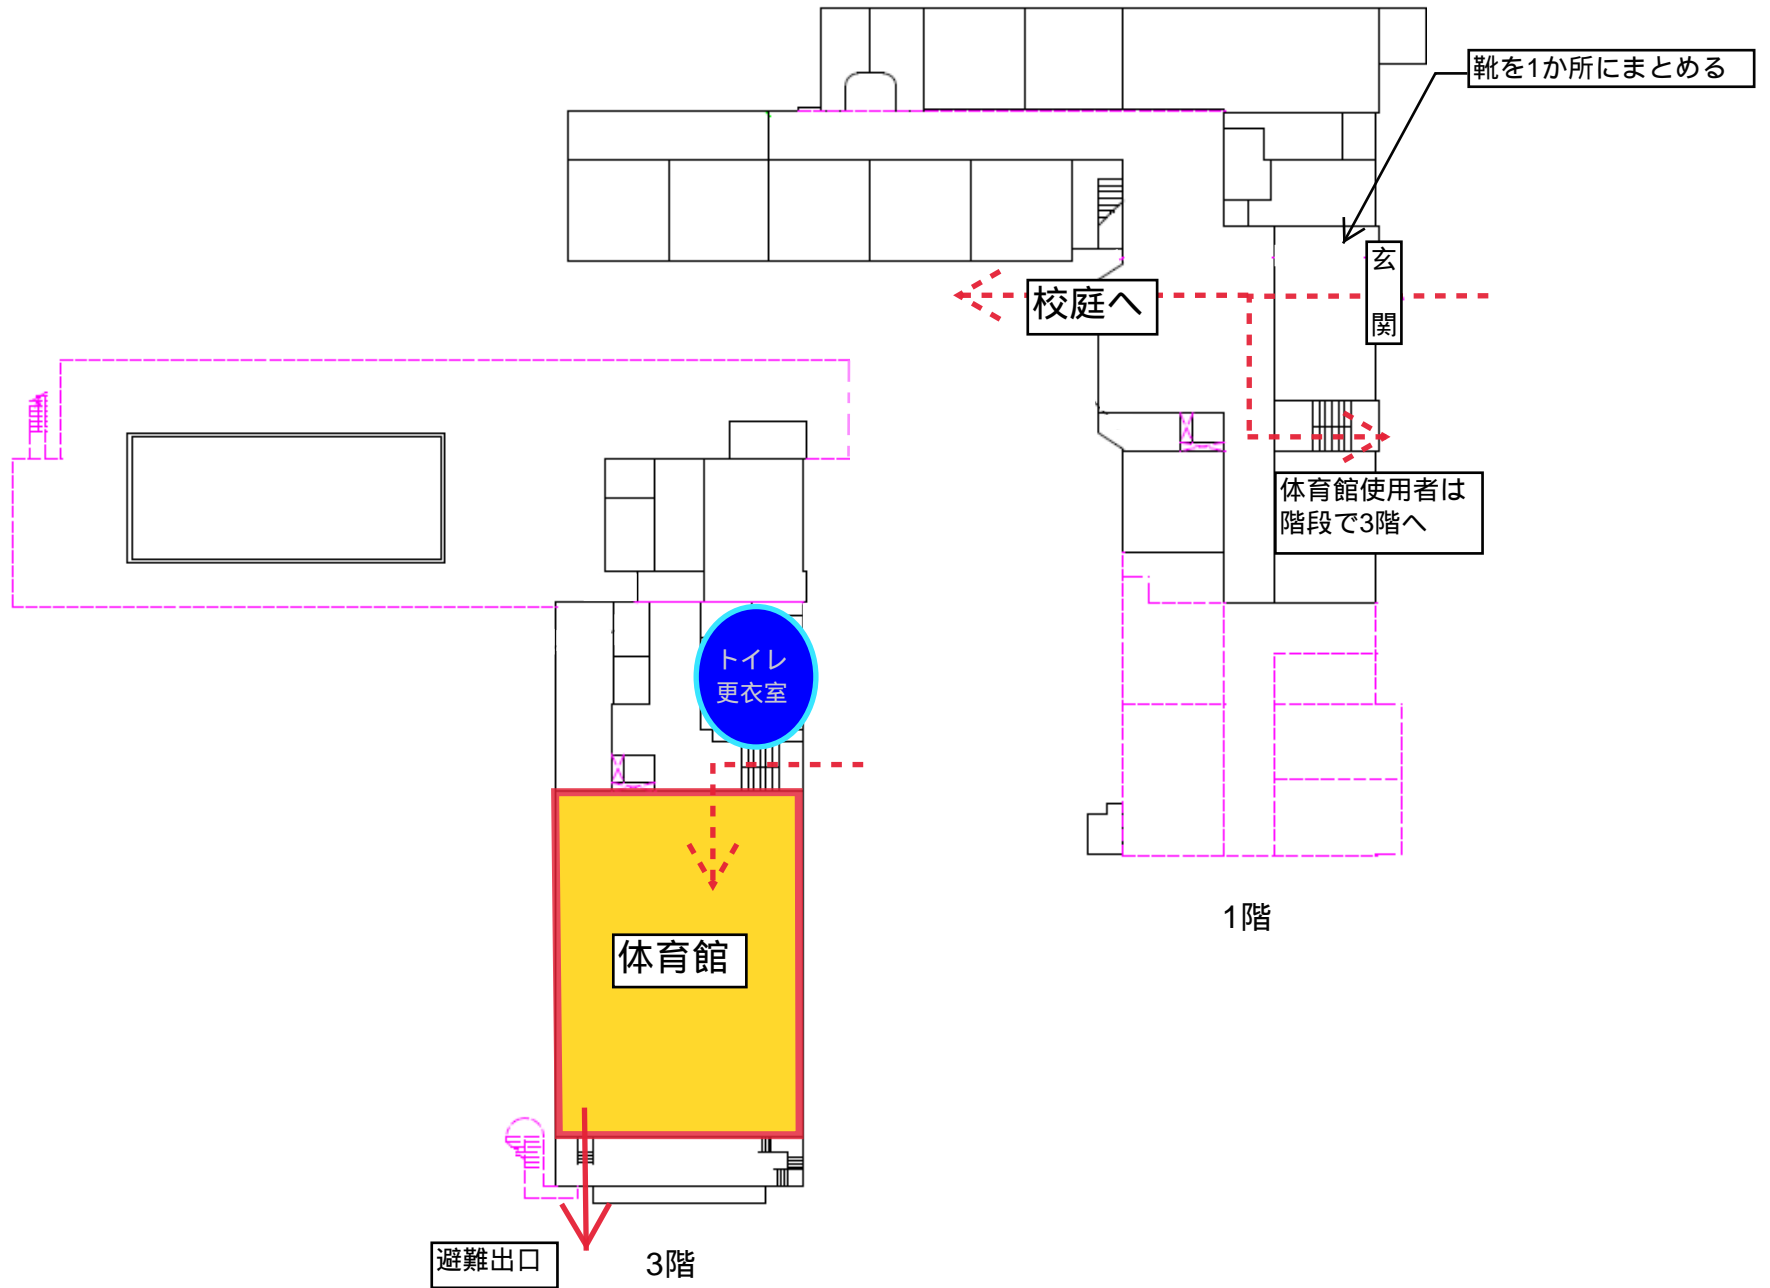 靴を1か所にまとめる
玄
関
校庭へ
体育館使用者は
階段で3階へ
トイレ
更衣室
1階
体育館
避難出口
3階